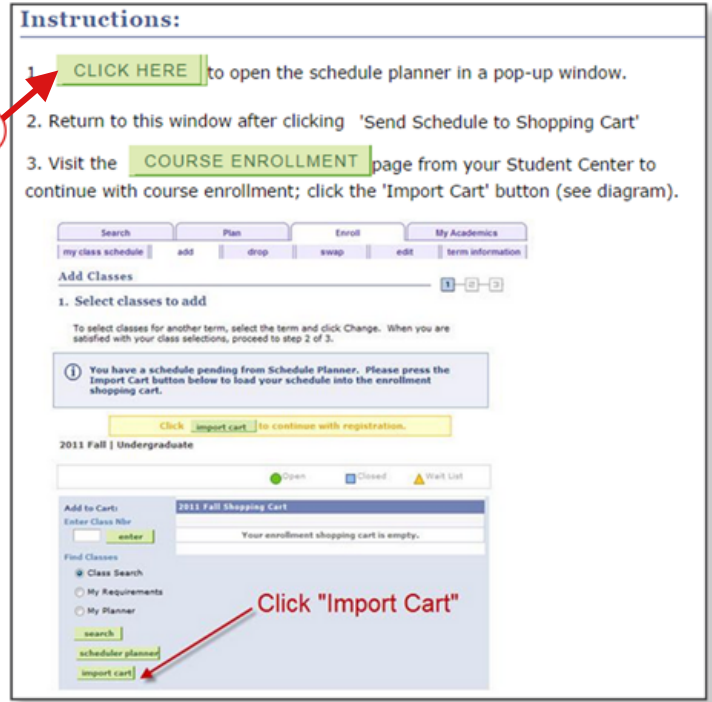 Instructions:
1. CLICK HERE to open the schedule planner in a pop-up window.
2. Return to this window after clicking 'Send Schedule to Shopping Cart'
3. Visit the COURSE ENROLLMENT page from your Student Center to
continue with course enrollment; click the 'Import Cart' button (see diagram).
Search Plan Enroll My Academics
my class schedule add drop swap edit term information
Add Classes
1 2 3
1. Select classes to add
To select classes for another term, select the term and click Change. When you are
satisfied with your class selections, proceed to step 2 of 3.
You have a schedule pending from Schedule Planner. Please press the
Import Cart button below to load your schedule into the enrollment
shopping cart.
Click import cart to continue with registration.
2011 Fall | Undergraduate
Open Closed Wait List
Add to Cart:
2011 Fall Shopping Cart
Enter Class Nbr
enter
Your enrollment shopping cart is empty.
Find Classes
Class Search
My Requirements
My Planner
Click "Import Cart"
search
scheduler planner
import cart